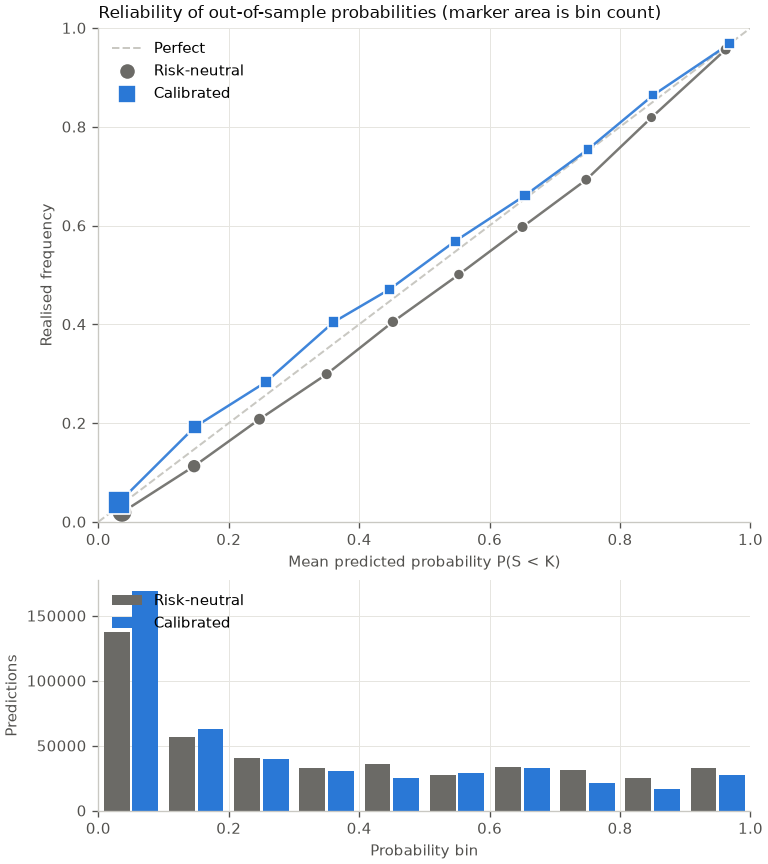 Reliability of out-of-sample probabilities (marker area is bin count)
1.0
0.8
0.6
0.4
0.2
0.0
Realised frequency
Perfect
Risk-neutral
Calibrated
0.0 0.2 0.4 0.6 0.8 1.0
Mean predicted probability P(S < K)
150000
100000
50000
0
Predictions
Risk-neutral
Calibrated
0.0 0.2 0.4 0.6 0.8 1.0
Probability bin